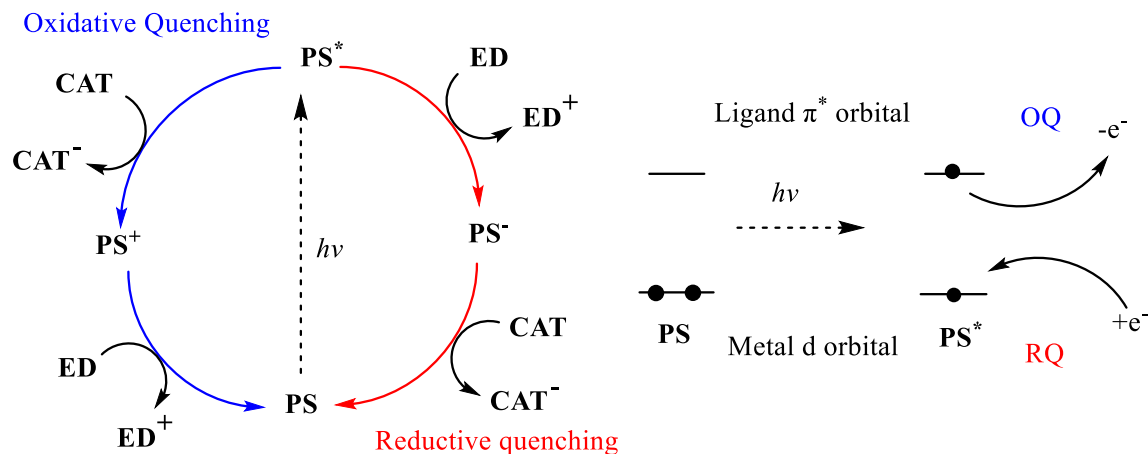 Oxidative Quenching
PS*
ED
CAT
ED+
CAT-
Ligand π* orbital
OQ
-e-
hν
PS+
PS-
hν
CAT
PS
PS*
+e-
ED
Metal d orbital
RQ
PS
CAT-
ED+
Reductive quenching